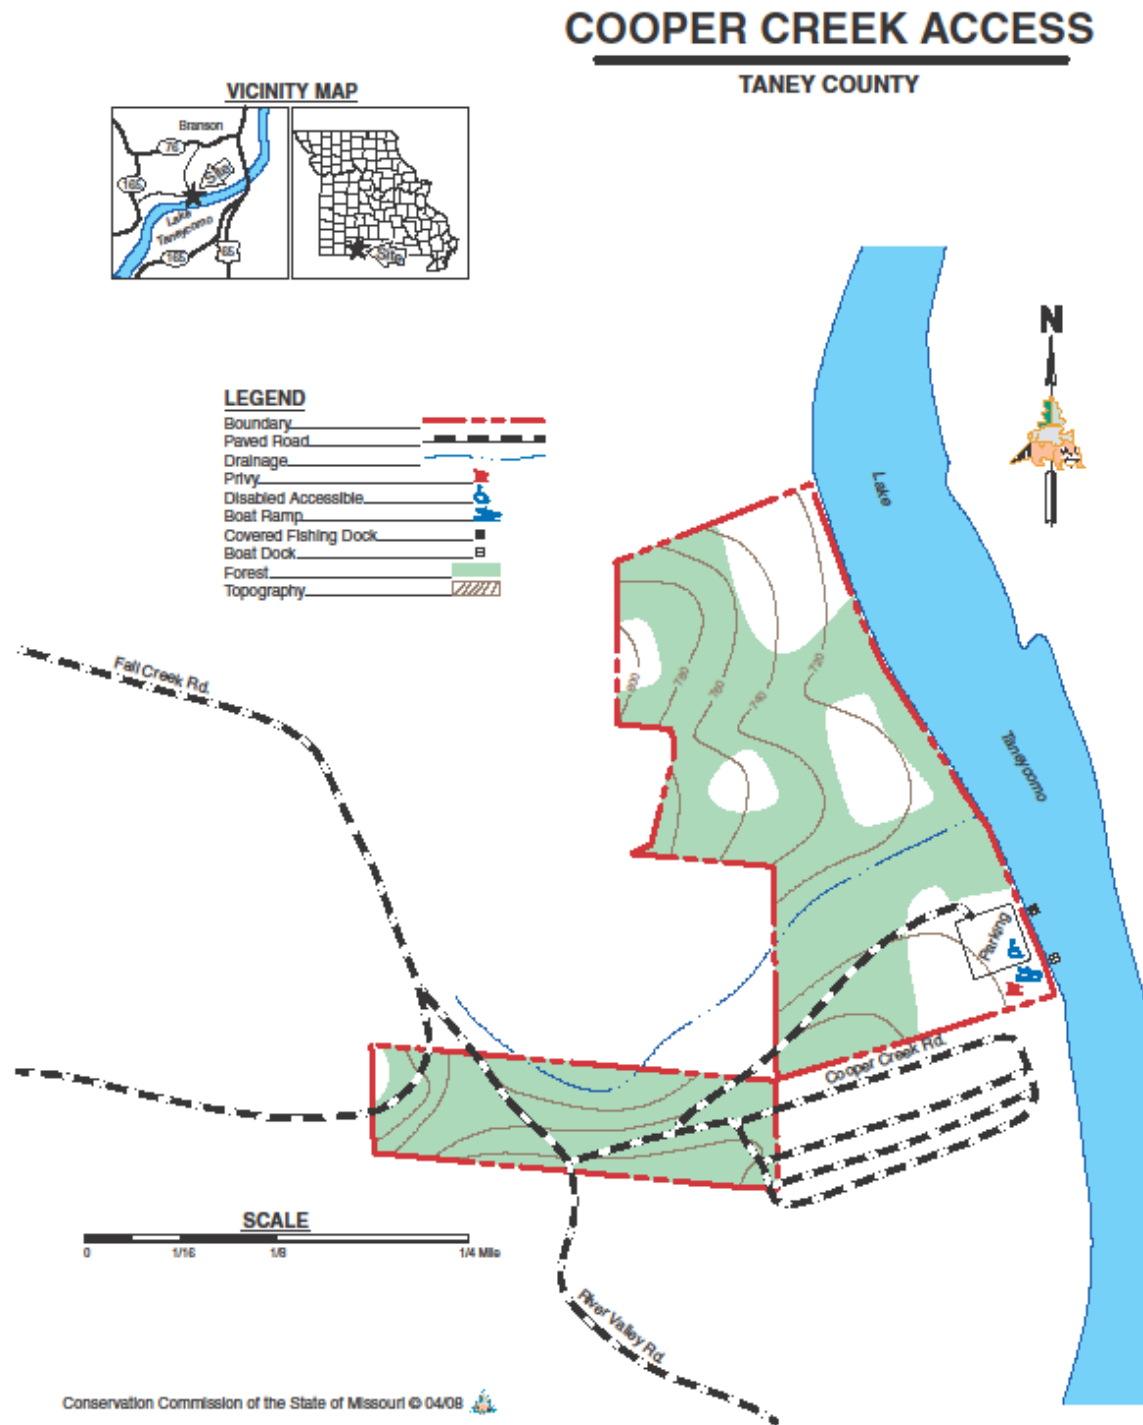 COOPER CREEK ACCESS
TANEY COUNTY
VICINITY MAP
Branson
76
165
Site
Lake
Taneycomo
165
65
Site
N
LEGEND
Boundary
Paved Road
Drainage
Privy
Disabled Accessible
Boat Ramp
Covered Fishing Dock
Boat Dock
Forest
Topography
Lake
Taneycomo
Fall Creek Rd.
800
780
760
740
720
Parking
Cooper Creek Rd.
River Valley Rd.
SCALE
0 1/16 1/8 1/4 Mile
Conservation Commission of the State of Missouri © 04/08